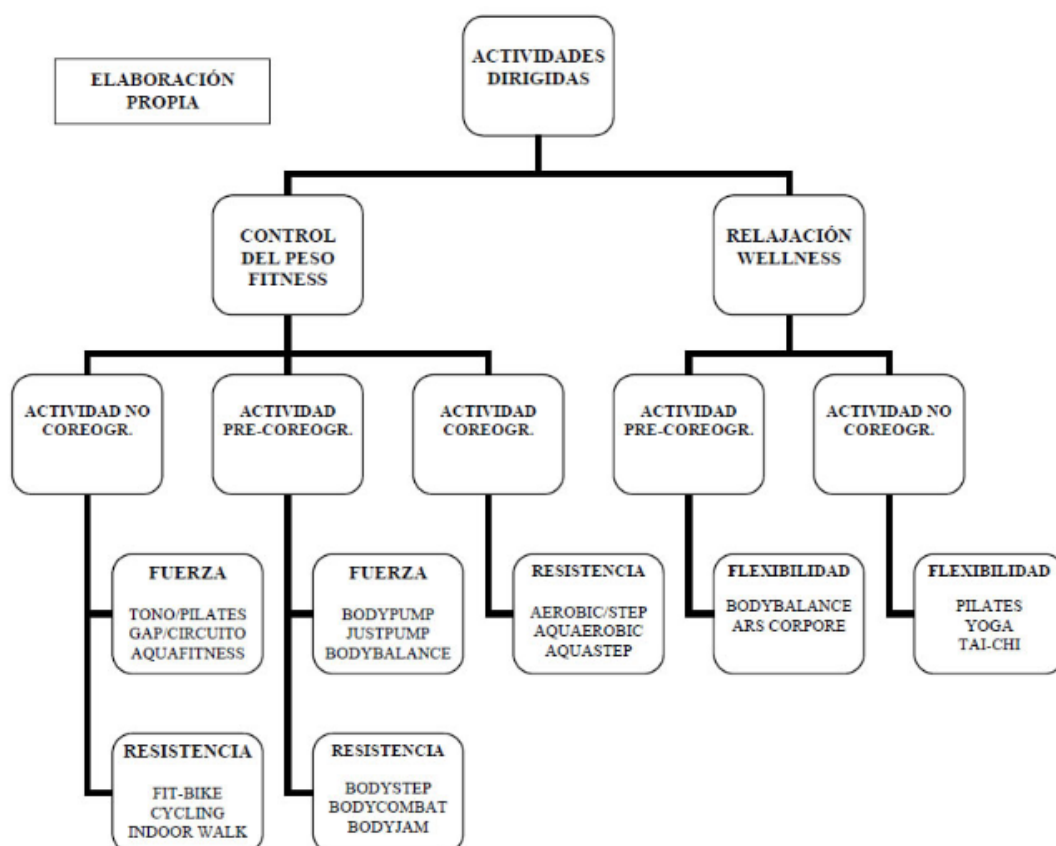 ACTIVIDADES
DIRIGIDAS
ELABORACIÓN
PROPIA
CONTROL
DEL PESO
FITNESS
RELAJACIÓN
WELLNESS
ACTIVIDAD NO
COREOGR.
ACTIVIDAD
PRE-COREOGR.
ACTIVIDAD
COREOGR.
ACTIVIDAD
PRE-COREOGR.
ACTIVIDAD NO
COREOGR.
FUERZA
TONO/PILATES
GAP/CIRCUITO
AQUAFITNESS
FUERZA
BODYPUMP
JUSTPUMP
BODYBALANCE
RESISTENCIA
AEROBIC/STEP
AQUAEROBIC
AQUASTEP
FLEXIBILIDAD
BODYBALANCE
ARS CORPORE
FLEXIBILIDAD
PILATES
YOGA
TAI-CHI
RESISTENCIA
FIT-BIKE
CYCLING
INDOOR WALK
RESISTENCIA
BODYSTEP
BODYCOMBAT
BODYJAM